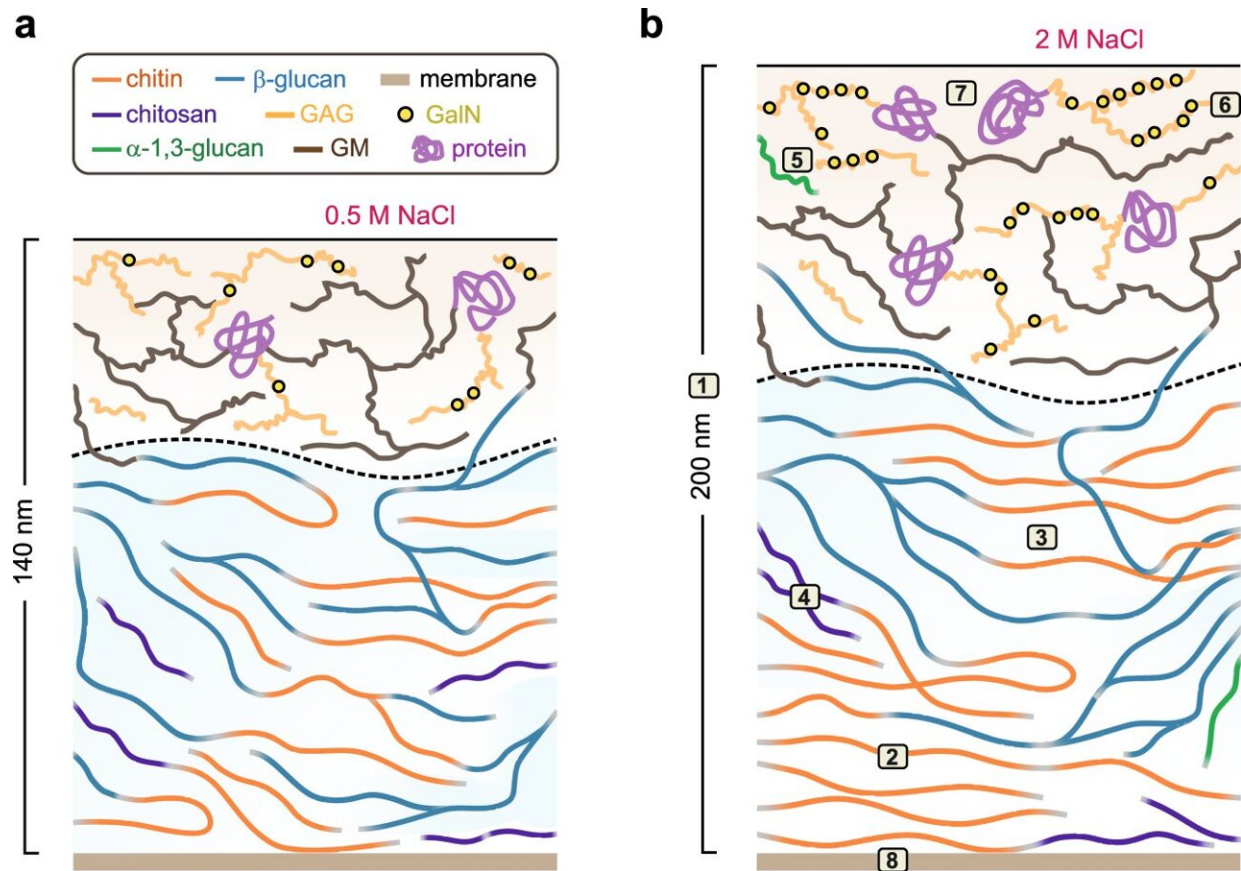 a
chitin β-glucan membrane
chitosan GAG GalN
α-1,3-glucan GM protein
0.5 M NaCl
140 nm
b
2 M NaCl
200 nm
1
7
6
5
3
4
2
8